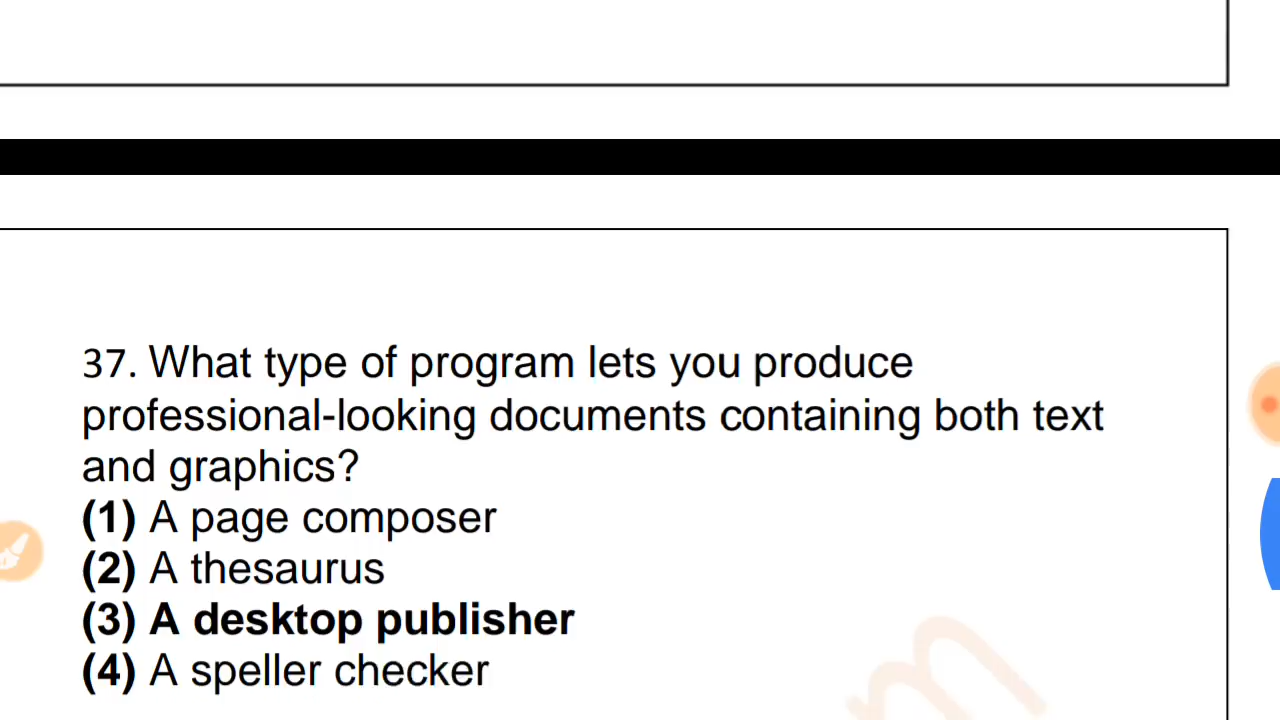 37. What type of program lets you produce
professional-looking documents containing both text
and graphics?
(1) A page composer
(2) A thesaurus
(3) A desktop publisher
(4) A speller checker